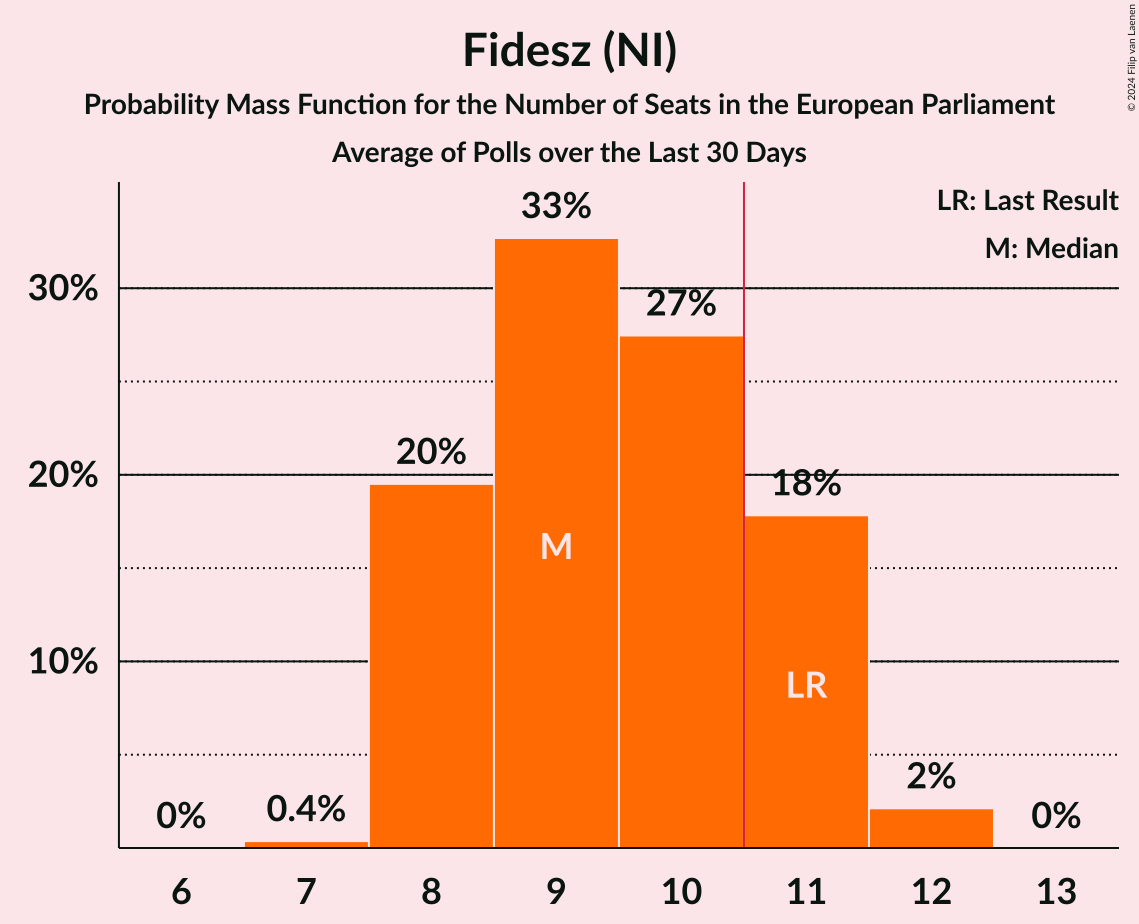 Fidesz (NI)
Probability Mass Function for the Number of Seats in the European Parliament
Average of Polls over the Last 30 Days
© 2024 Filip van Laenen
LR: Last Result
M: Median
33%
30%
27%
20%
20%
18%
M
10%
LR
2%
0%
0.4%
0%
6 7 8 9 10 11 12 13